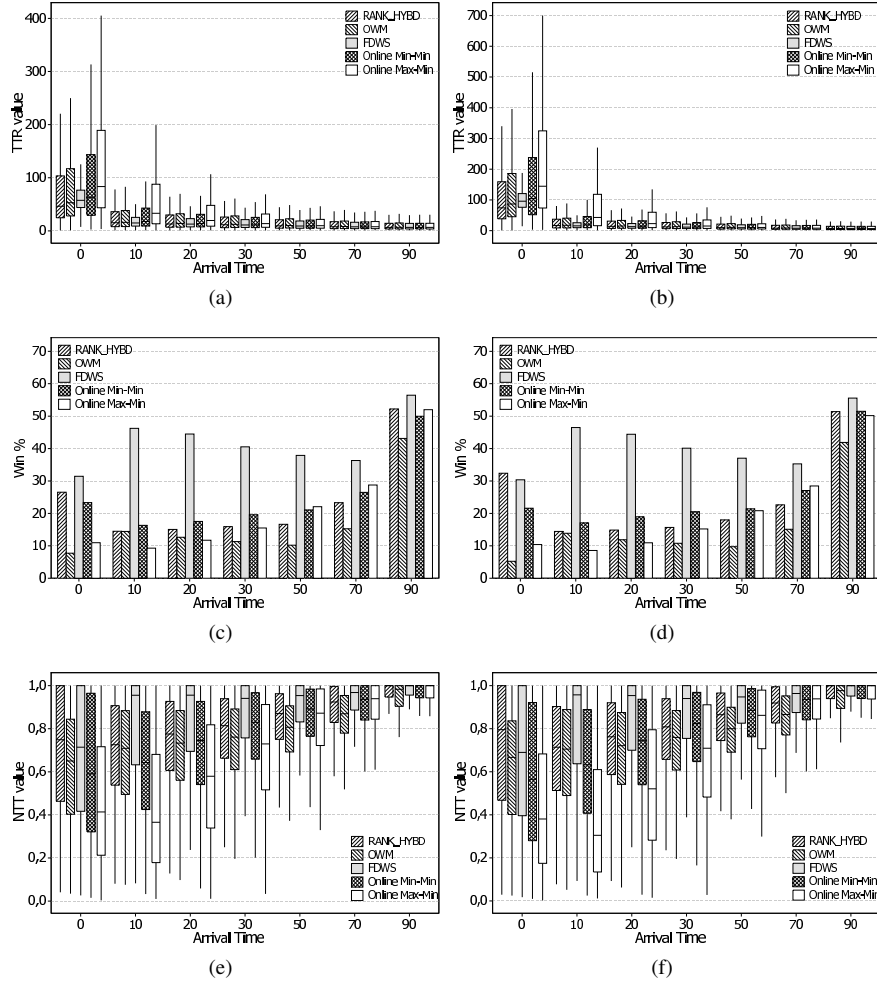 400
300
200
100
0
TTR value
RANK_HYBD
OWM
FDWS
Online Min-Min
Online Max-Min
0 10 20 30 50 70 90
Arrival Time
(a)
700
600
500
400
300
200
100
0
TTR value
RANK_HYBD
OWM
FDWS
Online Min-Min
Online Max-Min
0 10 20 30 50 70 90
Arrival Time
(b)
70
60
50
40
30
20
10
0
Win %
RANK_HYBD
OWM
FDWS
Online Min-Min
Online Max-Min
0 10 20 30 50 70 90
Arrival Time
(c)
70
60
50
40
30
20
10
0
Win %
RANK_HYBD
OWM
FDWS
Online Min-Min
Online Max-Min
0 10 20 30 50 70 90
Arrival Time
(d)
1,0
0,8
0,6
0,4
0,2
0,0
NTT value
RANK_HYBD
OWM
FDWS
Online Min-Min
Online Max-Min
0 10 20 30 50 70 90
Arrival Time
(e)
1,0
0,8
0,6
0,4
0,2
0,0
NTT value
RANK_HYBD
OWM
FDWS
Online Min-Min
Online Max-Min
0 10 20 30 50 70 90
Arrival Time
(f)